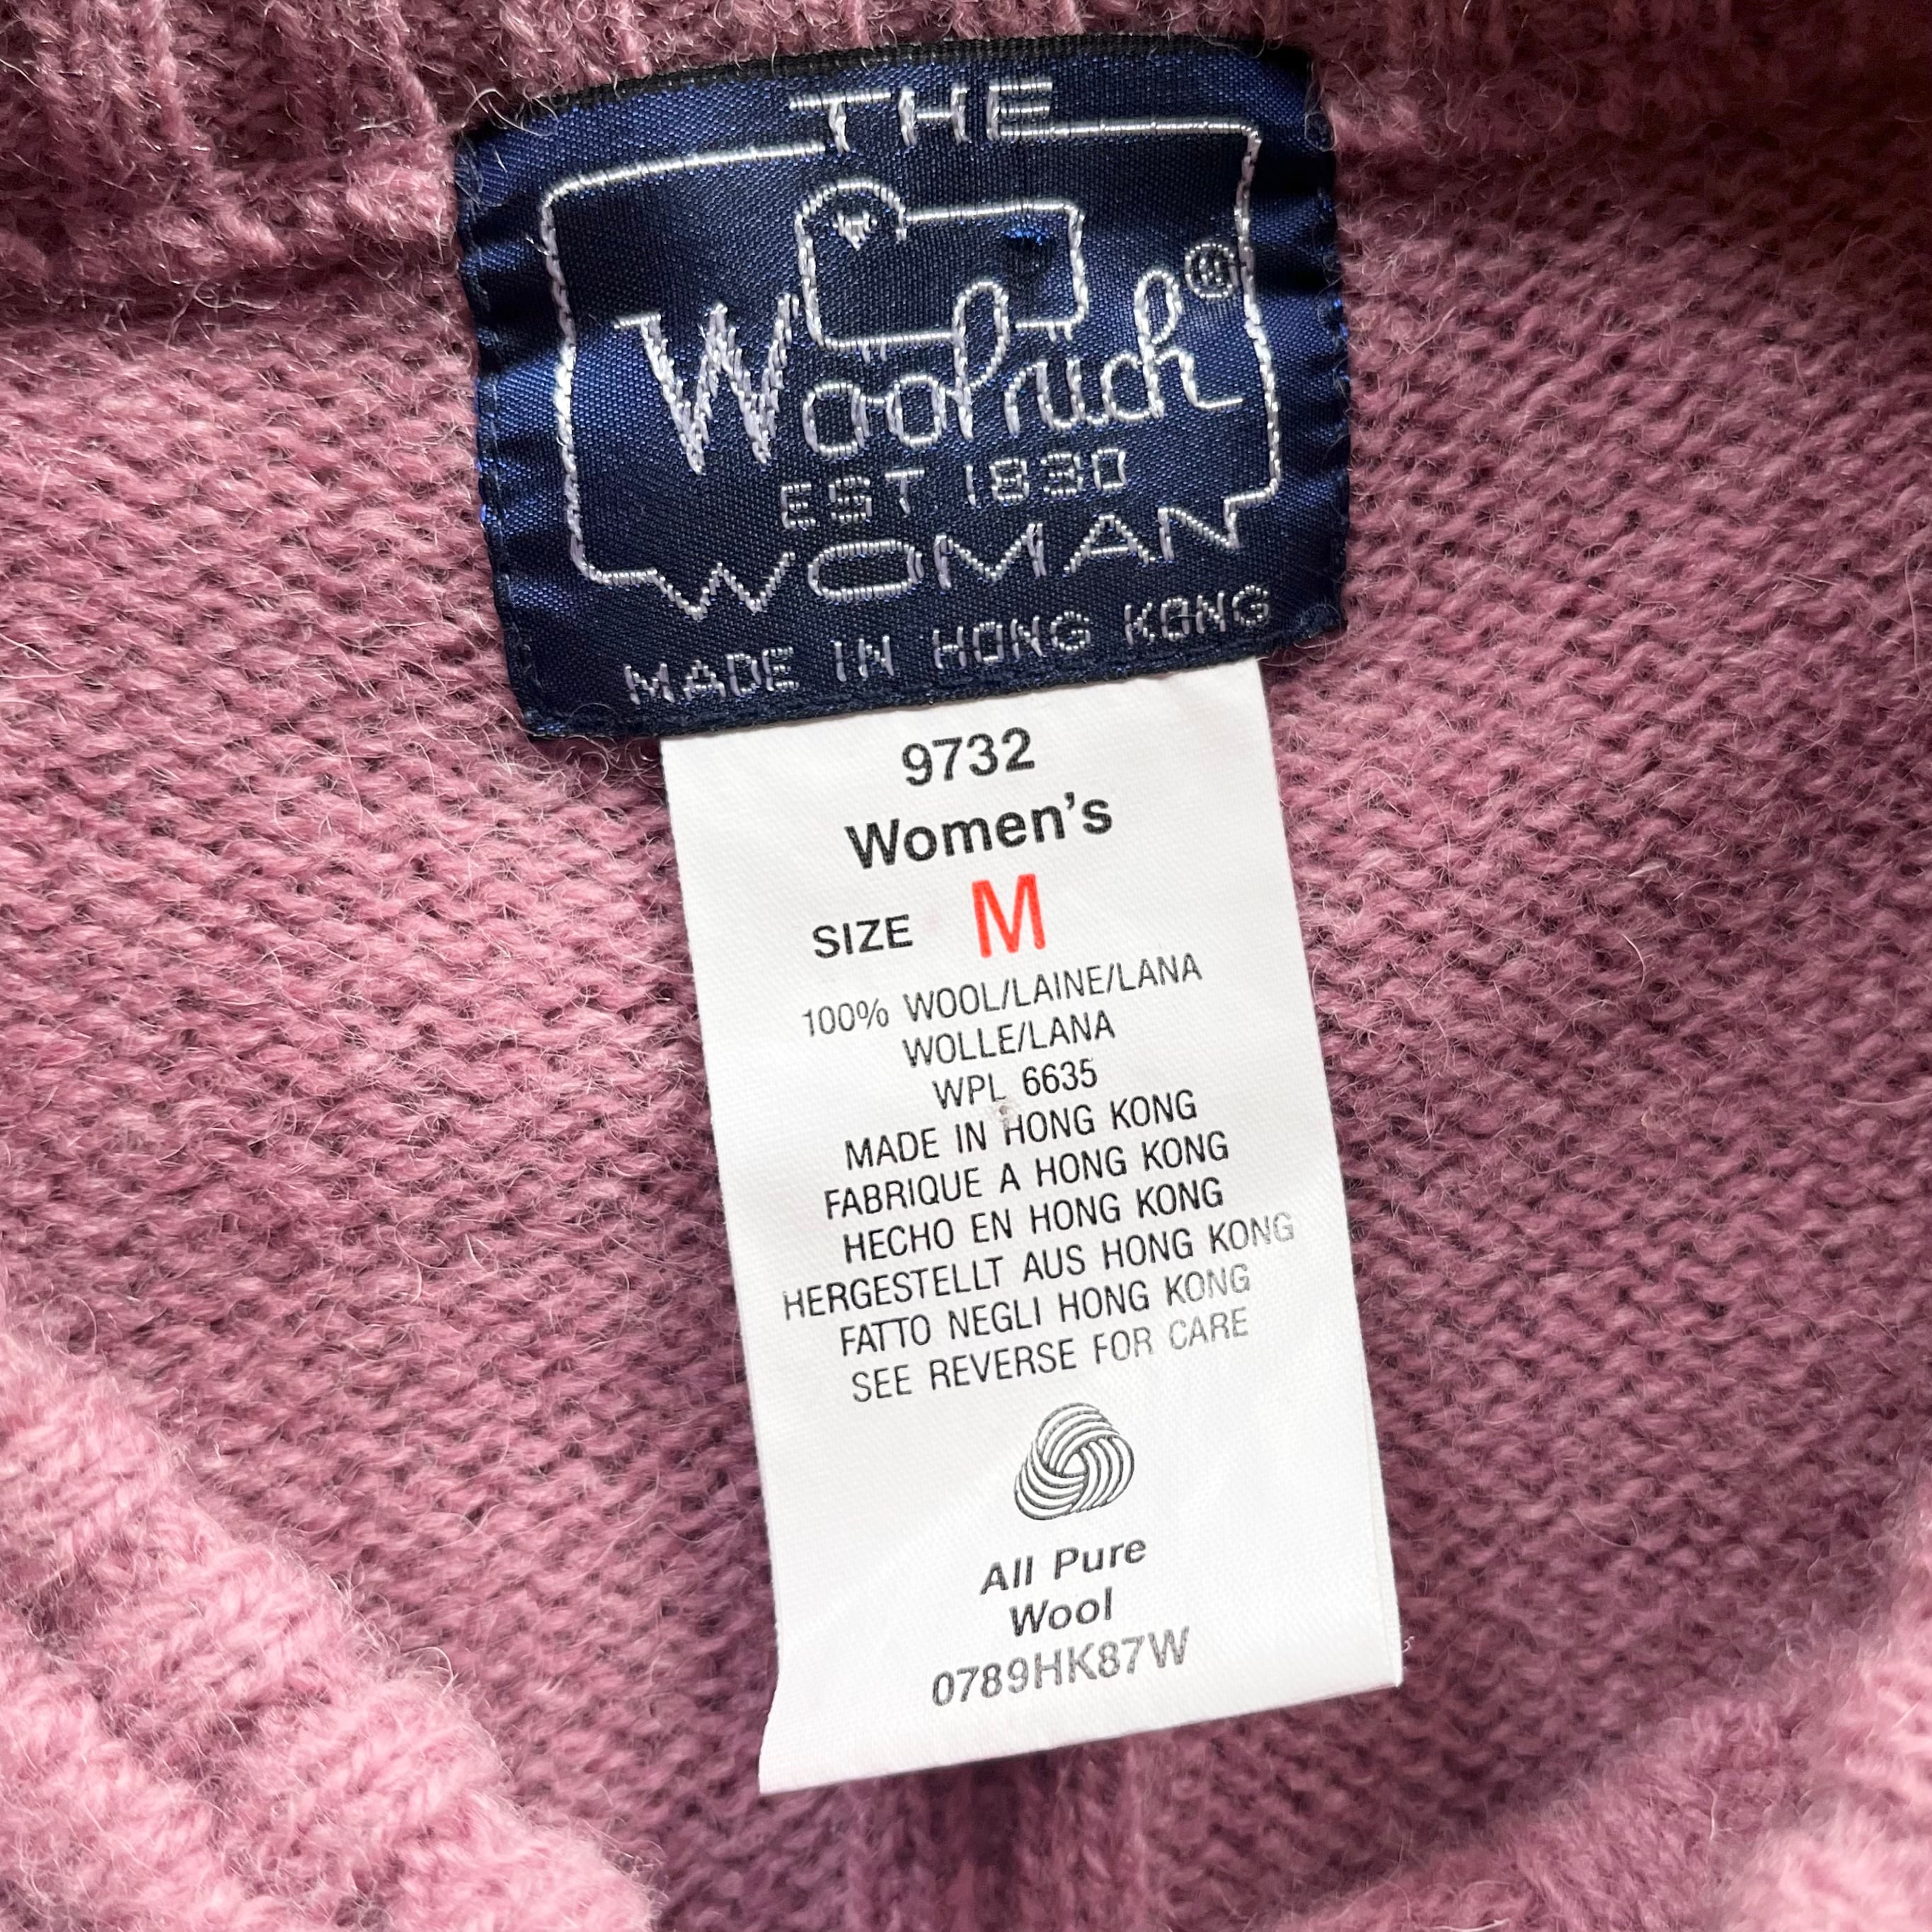 THE
Woolrich®
EST 1830
WOMAN
MADE IN HONG KONG
9732
Women's
SIZE M
100% WOOL/LAINE/LANA
WOLLE/LANA
WPL 6635
MADE IN HONG KONG
FABRIQUE A HONG KONG
HECHO EN HONG KONG
HERGESTELLT AUS HONG KONG
FATTO NEGLI HONG KONG
SEE REVERSE FOR CARE
All Pure
Wool
0789HK87W